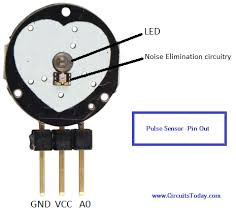 LED
Noise Elimination circuitry
Pulse Sensor -Pin Out
GND VCC A0
www.CircuitsToday.com